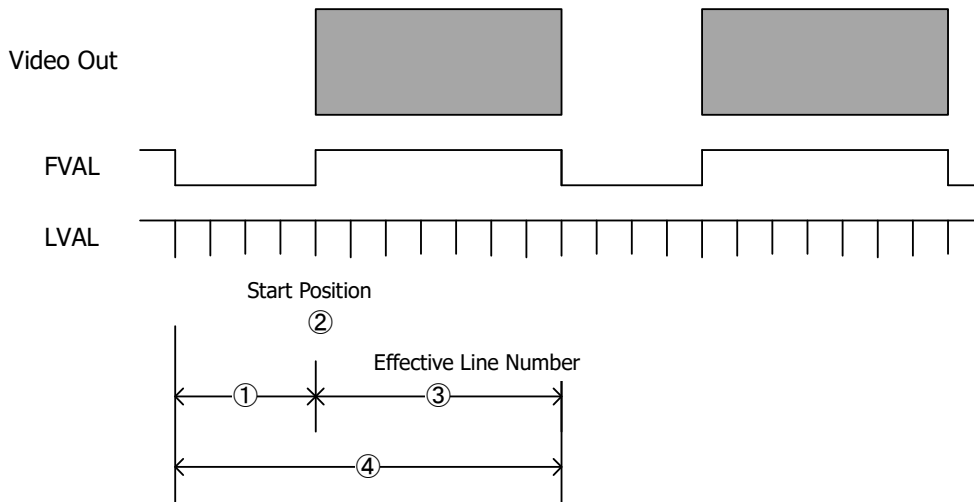 Video Out
FVAL
LVAL
Start Position
②
Effective Line Number
① ③
④